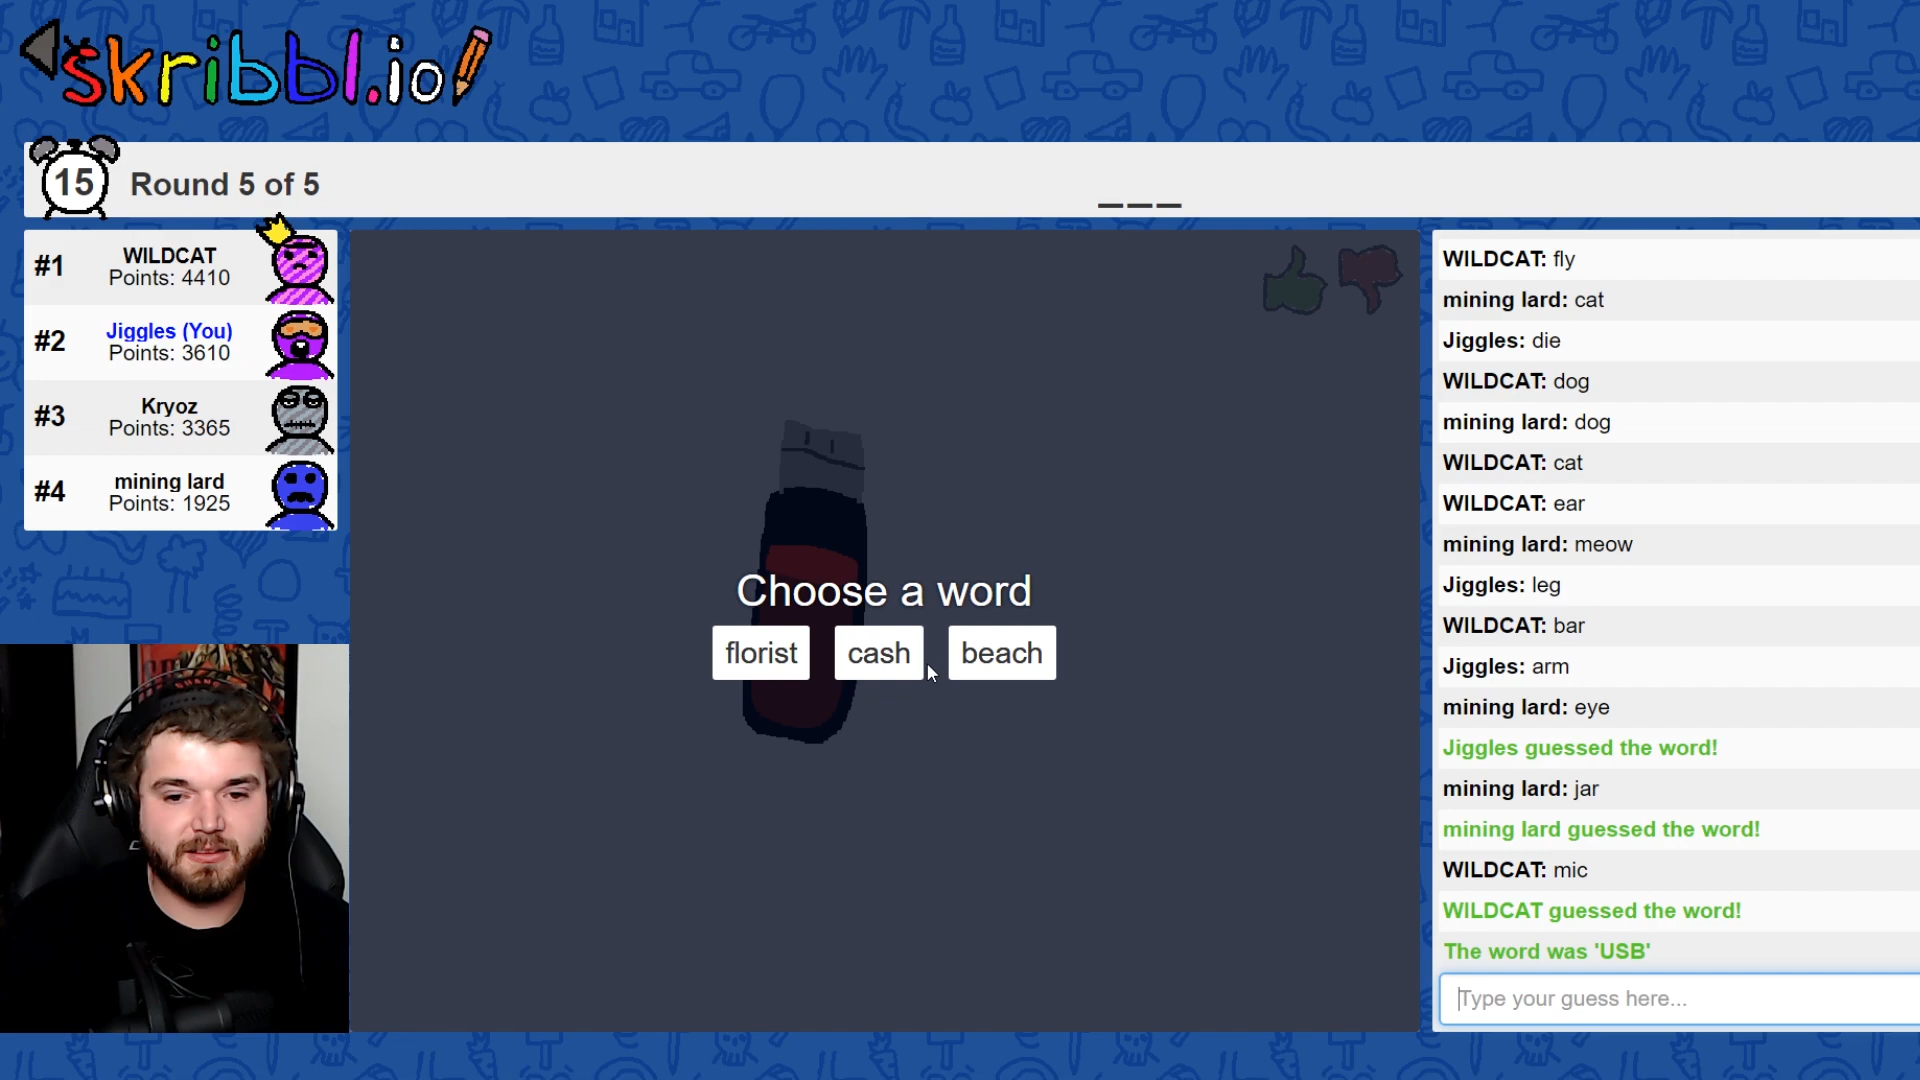 skribbl.io
15 Round 5 of 5
_ _ _
#1 WILDCAT
Points: 4410
#2 Jiggles (You)
Points: 3610
#3 Kryoz
Points: 3365
#4 mining lard
Points: 1925
Choose a word
florist cash beach
WILDCAT: fly
mining lard: cat
Jiggles: die
WILDCAT: dog
mining lard: dog
WILDCAT: cat
WILDCAT: ear
mining lard: meow
Jiggles: leg
WILDCAT: bar
Jiggles: arm
mining lard: eye
Jiggles guessed the word!
mining lard: jar
mining lard guessed the word!
WILDCAT: mic
WILDCAT guessed the word!
The word was 'USB'
Type your guess here...